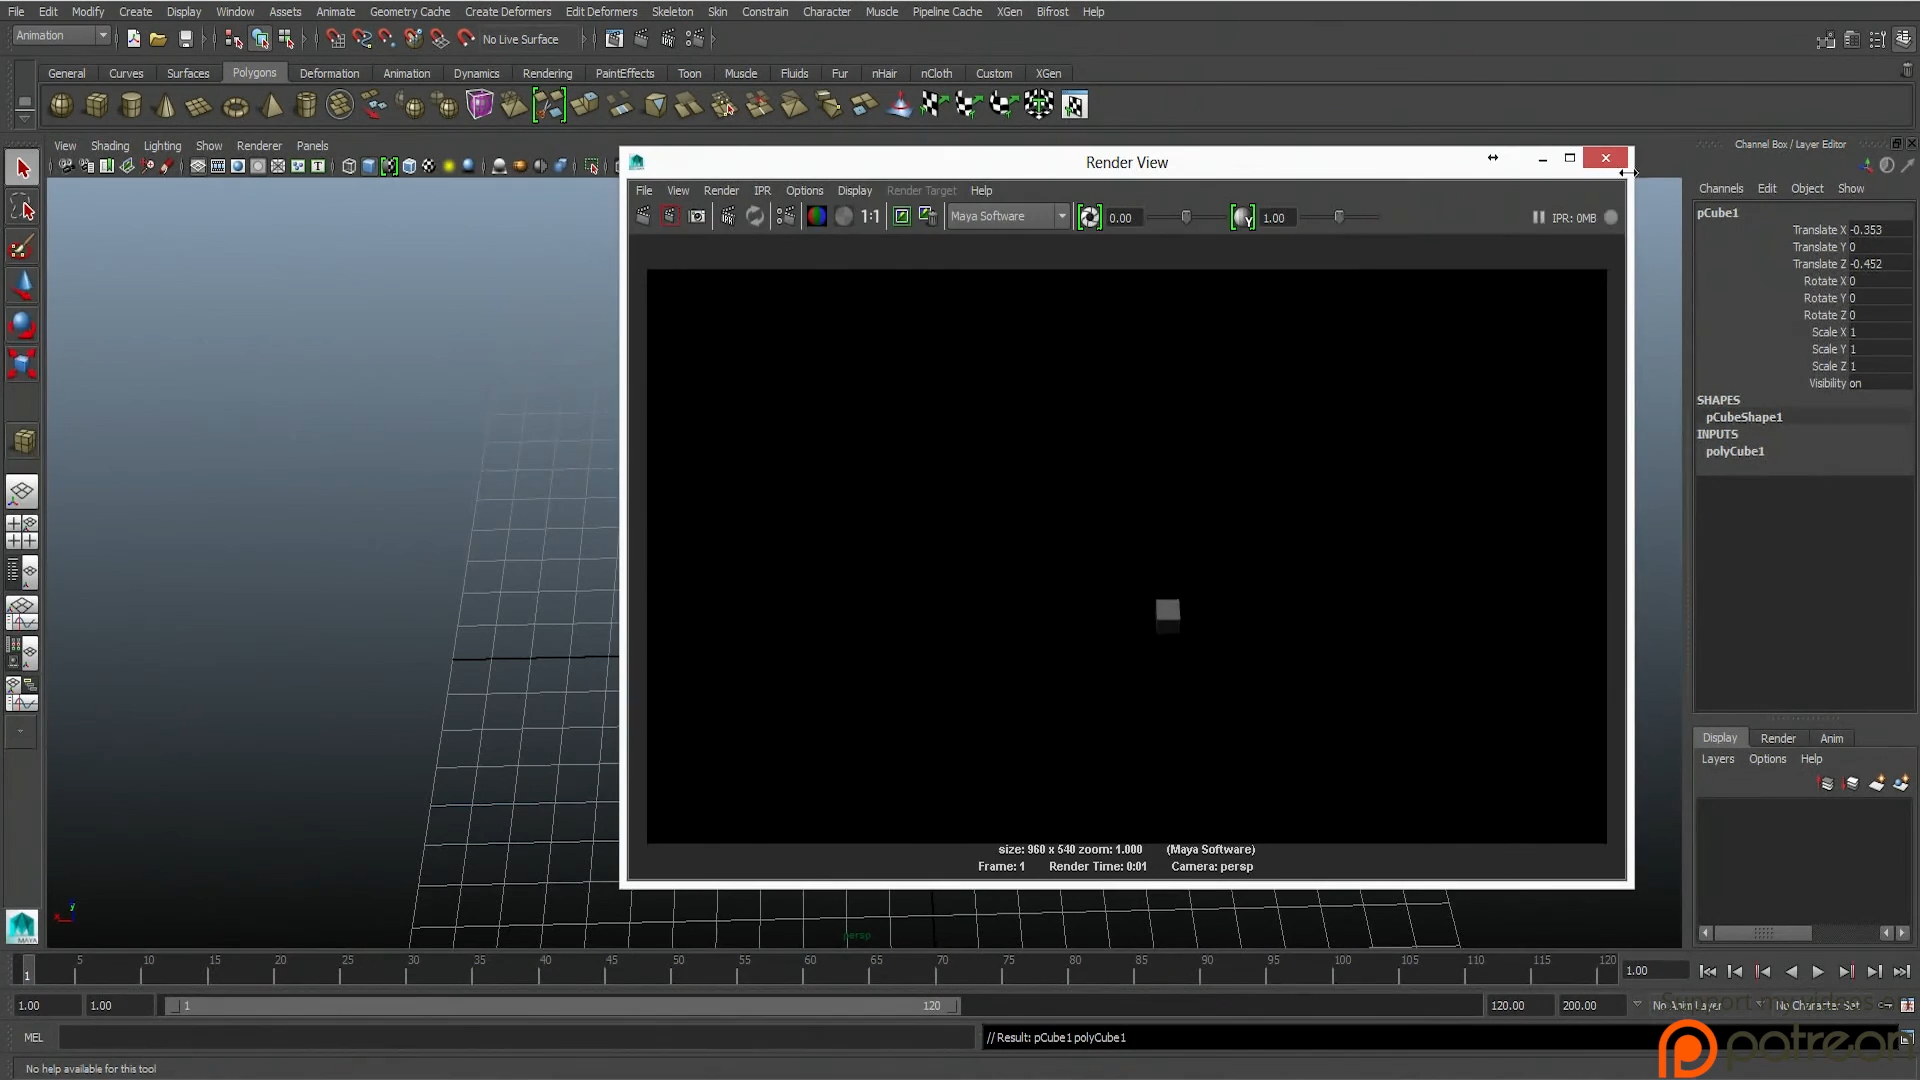 File Edit Modify Create Display Window Assets Animate Geometry Cache Create Deformers Edit Deformers Skeleton Skin Constrain Character Muscle Pipeline Cache XGen Bifrost Help
Animation No Live Surface
General Curves Surfaces Polygons Deformation Animation Dynamics Rendering PaintEffects Toon Muscle Fluids Fur nHair nCloth Custom XGen
View Shading Lighting Show Renderer Panels
Render View
Channel Box / Layer Editor
File View Render IPR Options Display Render Target Help
Channels Edit Object Show
1:1 Maya Software 0.00 1.00 IPR: 0MB
pCube1
Translate X -0.353
Translate Y 0
Translate Z -0.452
Rotate X 0
Rotate Y 0
Rotate Z 0
Scale X 1
Scale Y 1
Scale Z 1
Visibility on
SHAPES
pCubeShape1
INPUTS
polyCube1
Display Render Anim
Layers Options Help
size: 960 x 540 zoom: 1.000 (Maya Software)
Frame: 1 Render Time: 0:01 Camera: persp
MAYA
persp
y
x
1 5 10 15 20 25 30 35 40 45 50 55 60 65 70 75 80 85 90 95 100 105 110 115 120 1.00
1.00 1.00 1 120 120.00 200.00 No Anim Layer No Character Set
Support my videos on
MEL // Result: pCube1 polyCube1
patreon
No help available for this tool